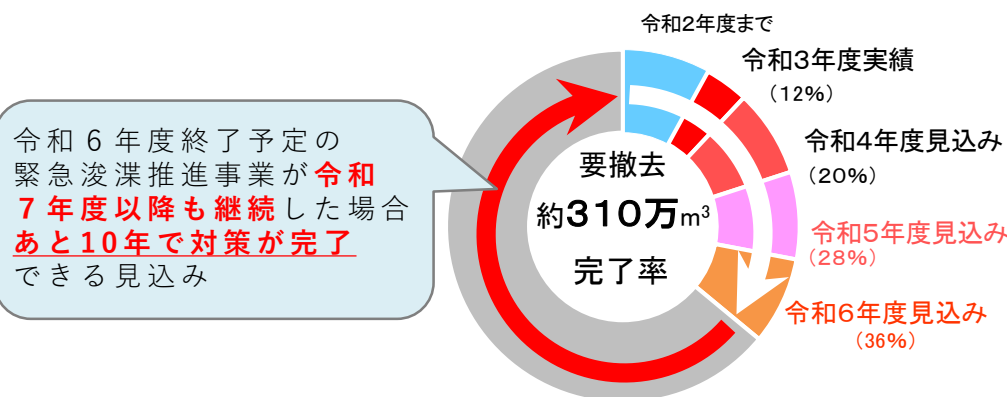 令和2年度まで
令和3年度実績
（12%）
令和4年度見込み
（20%）
令和5年度見込み
（28%）
令和6年度見込み
（36%）
要撤去
約310万m³
完了率
令和６年度終了予定の
緊急浚渫推進事業が令和
７年度以降も継続した場合
あと10年で対策が完了
できる見込み